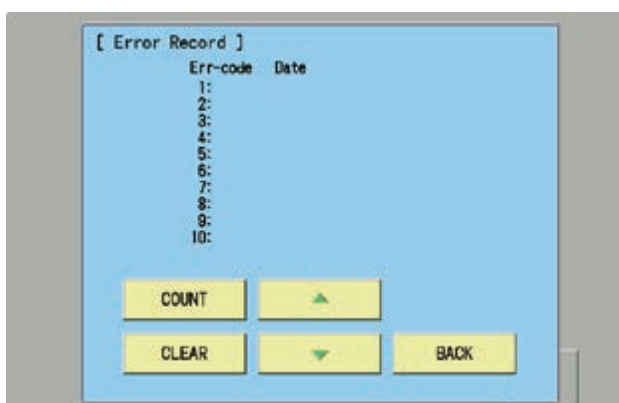 [ Error Record ]
Err-code Date
1:
2:
3:
4:
5:
6:
7:
8:
9:
10:
COUNT
CLEAR
BACK